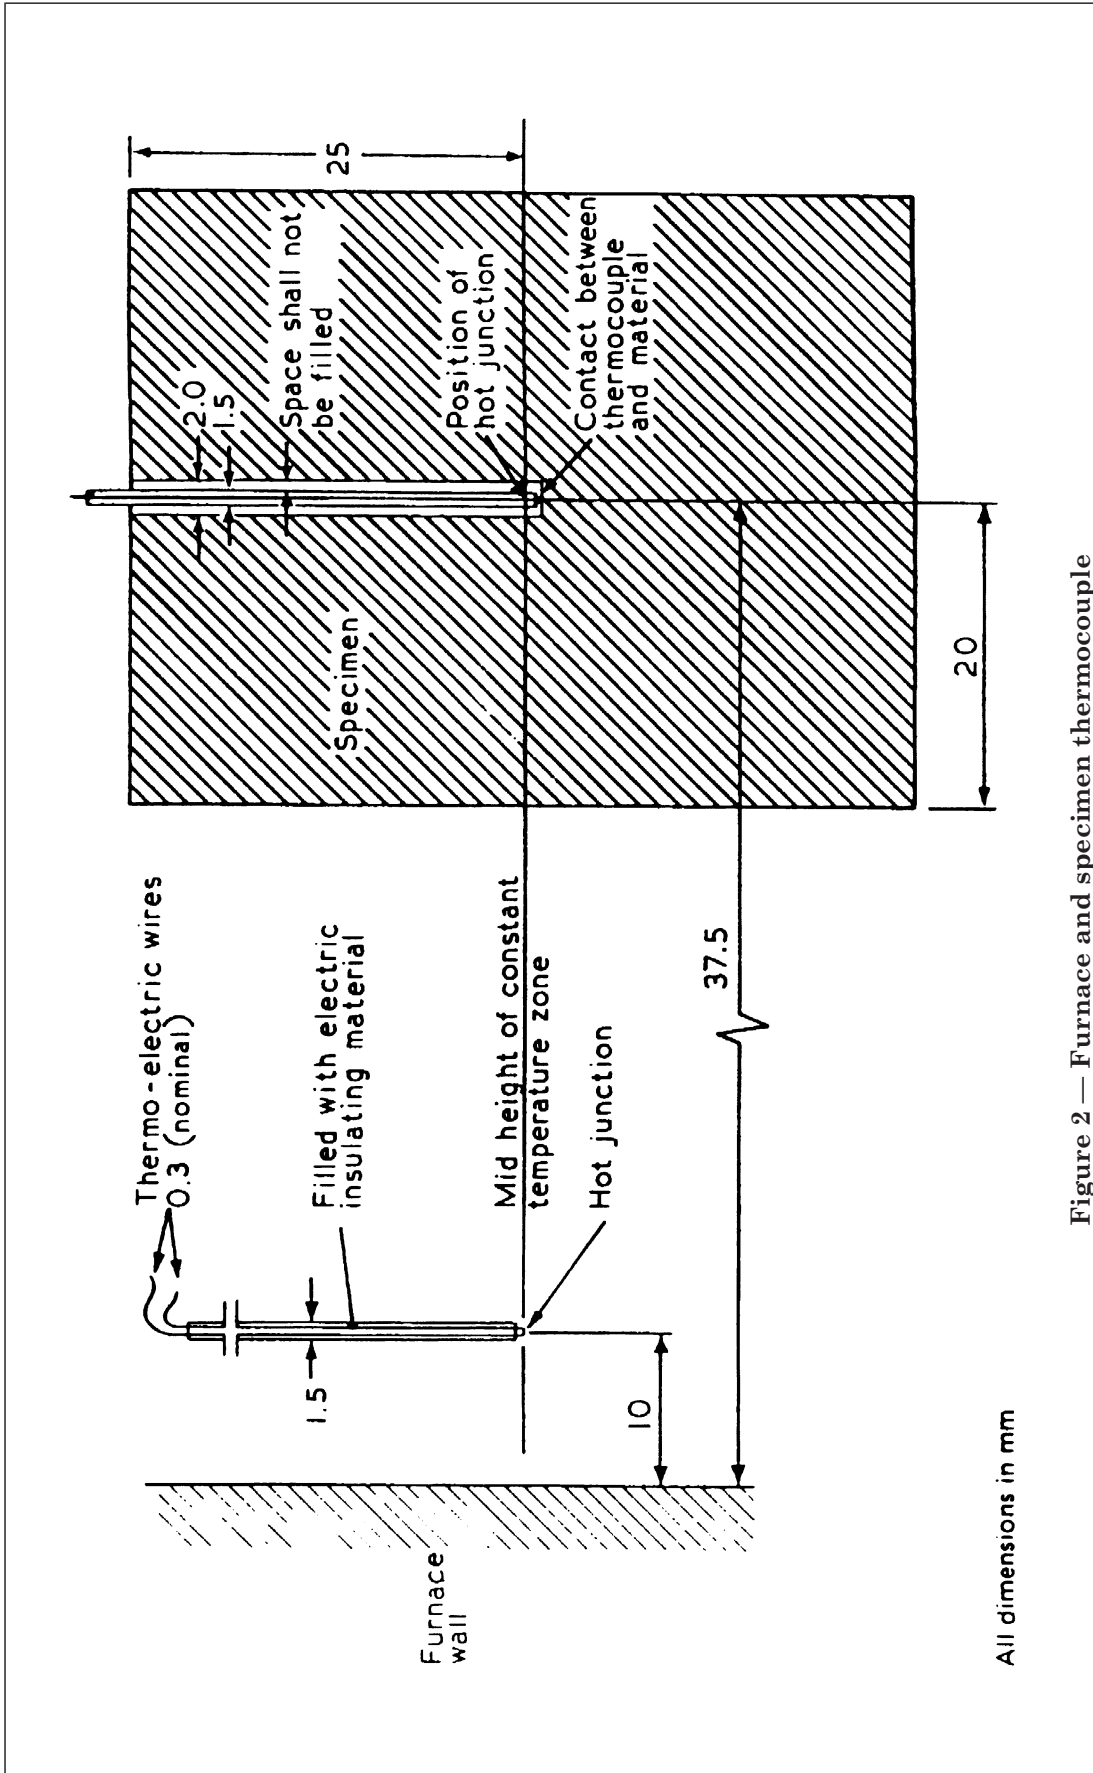 Thermo-electric wires
0.3 (nominal)
1.5
Filled with electric
insulating material
Mid height of constant
temperature zone
Hot junction
Furnace
wall
10
37.5
25
2.0
1.5
Space shall not
be filled
Specimen
Position of
hot junction
Contact between
thermocouple
and material
20
All dimensions in mm
Figure 2 — Furnace and specimen thermocouple